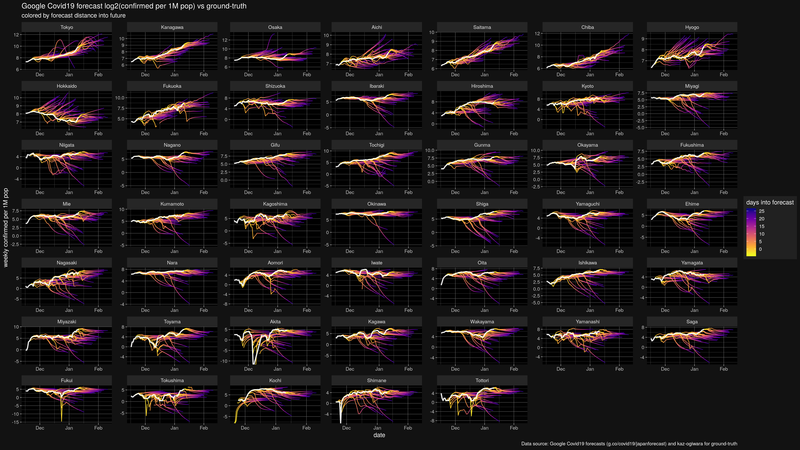 Google Covid19 forecast log2(confirmed per 1M pop) vs ground-truth
colored by forecast distance into future
Tokyo Kanagawa Osaka Aichi Saitama Chiba Hyogo
Hokkaido Fukuoka Shizuoka Ibaraki Hiroshima Kyoto Miyagi
Niigata Nagano Gifu Tochigi Gunma Okayama Fukushima
Mie Kumamoto Kagoshima Okinawa Shiga Yamaguchi Ehime
Nagasaki Nara Aomori Iwate Oita Ishikawa Yamagata
Miyazaki Toyama Akita Kagawa Wakayama Yamanashi Saga
Fukui Tokushima Kochi Shimane Tottori
Dec Jan Feb
weekly confirmed per 1M pop
date
days into forecast
25
20
15
10
5
0
Data source: Google Covid19 forecasts (g.co/covid19/japanforecast) and kaz-ogiwara for ground-truth